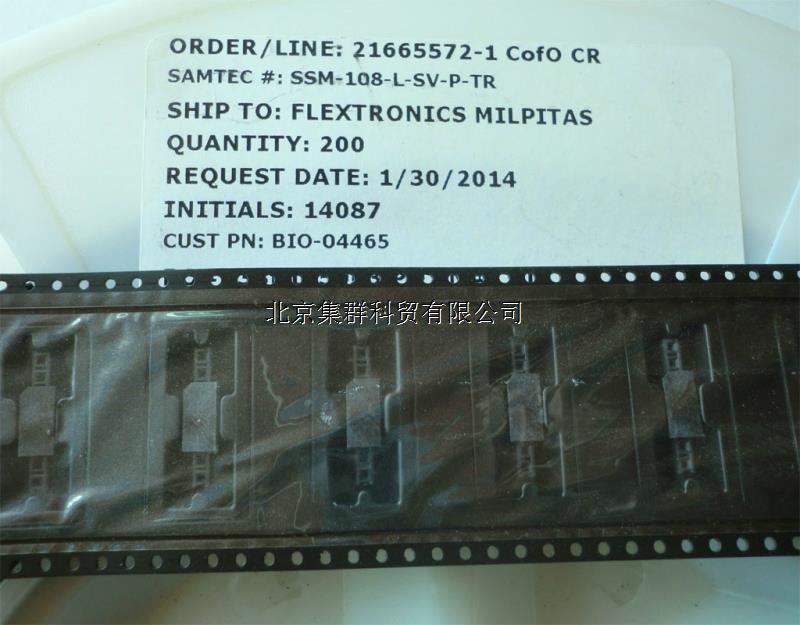 ORDER/LINE: 21665572-1 CofO CR
SAMTEC #: SSM-108-L-SV-P-TR
SHIP TO: FLEXTRONICS MILPITAS
QUANTITY: 200
REQUEST DATE: 1/30/2014
INITIALS: 14087
CUST PN: BIO-04465
北京集群科贸有限公司